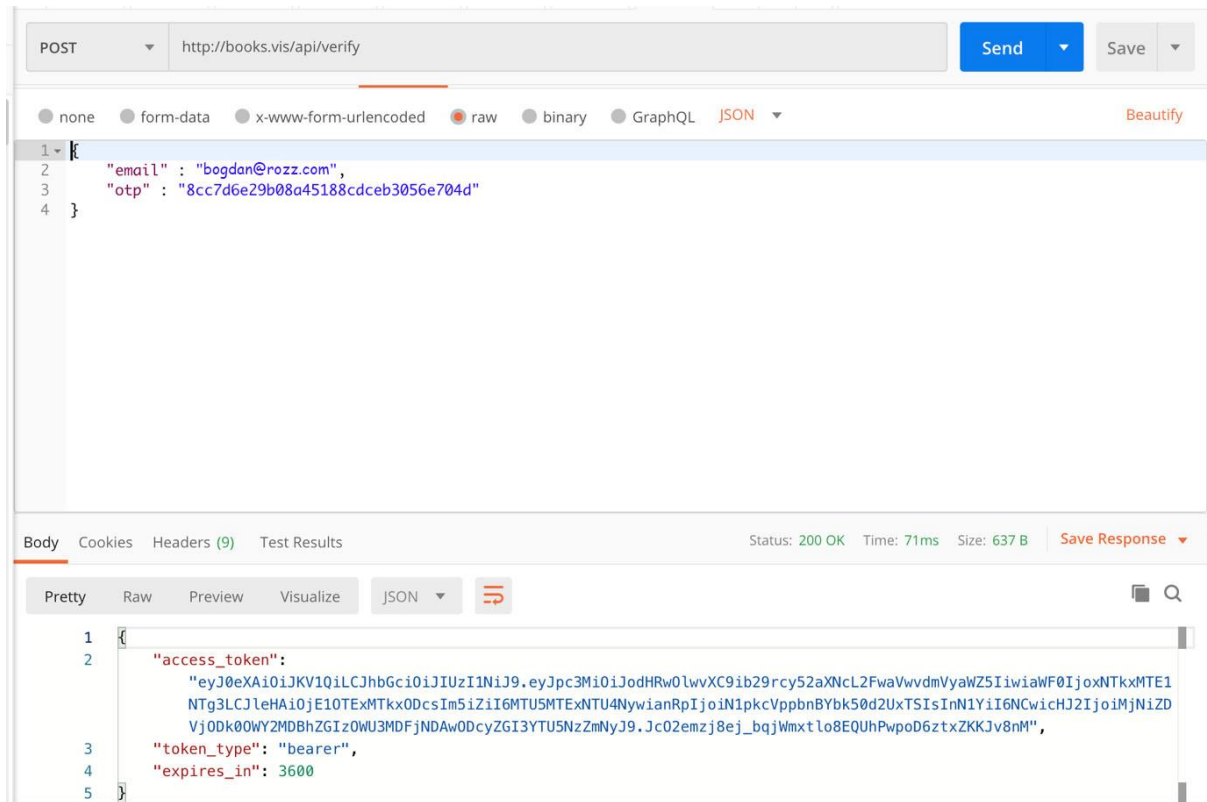 POST http://books.vis/api/verify Send Save
none form-data x-www-form-urlencoded raw binary GraphQL JSON Beautify
1 {
2 "email" : "bogdan@rozz.com",
3 "otp" : "8cc7d6e29b08a45188cdceb3056e704d"
4 }
Body Cookies Headers (9) Test Results Status: 200 OK Time: 71ms Size: 637 B Save Response
Pretty Raw Preview Visualize JSON
1 {
2 "access_token":
"eyJ0eXAiOiJKV1QiLCJhbGciOiJIUzI1NiJ9.eyJpc3MiOiJodHRwOlwvXC9ib29rcy52aXNcL2FwaVwvdmVyaWZ5IiwiaWF0IjoxNTkxMTE1
NTg3LCJleHAiOjE1OTExMTkxODcsIm5iZiI6MTU5MTExNTU4NywianRpIjoiN1pkcVppbnBYbk50d2UxTSIsInN1YiI6NCwicHJ2IjoiMjNiZD
VjODk0OWY2MDBhZGIzOWU3MDFjNDAwODcyZGI3YTU5NzZmNyJ9.JcO2emzj8ej_bqjWmxtlo8EQUhPwpoD6ztxZKKJv8nM",
3 "token_type": "bearer",
4 "expires_in": 3600
5 }